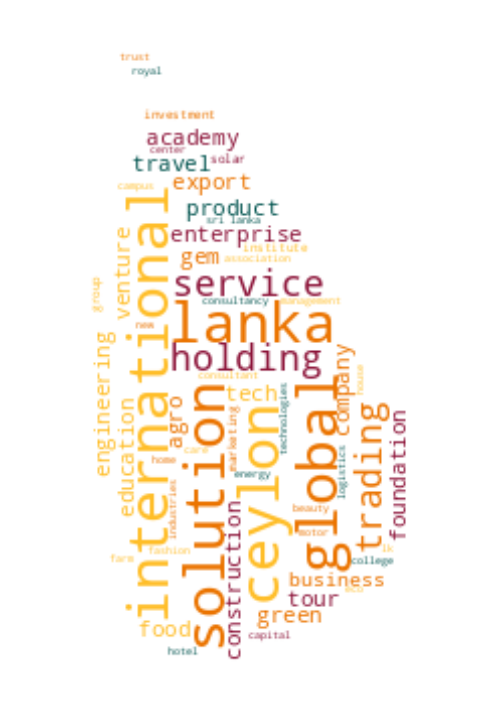 trust
royal
investment
academy
center
travel
solar
campus
export
product
sri lanka
enterprise
institute
gem
association
venture
international
service
group
consultancy
management
lanka
new
holding
engineering
company
consultant
house
tech
education
agro
solution
marketing
ceylon
technologies
global
trading
foundation
care
home
energy
logistics
industries
construction
beauty
motor
fashion
lk
farm
college
business
eco
tour
green
food
capital
hotel